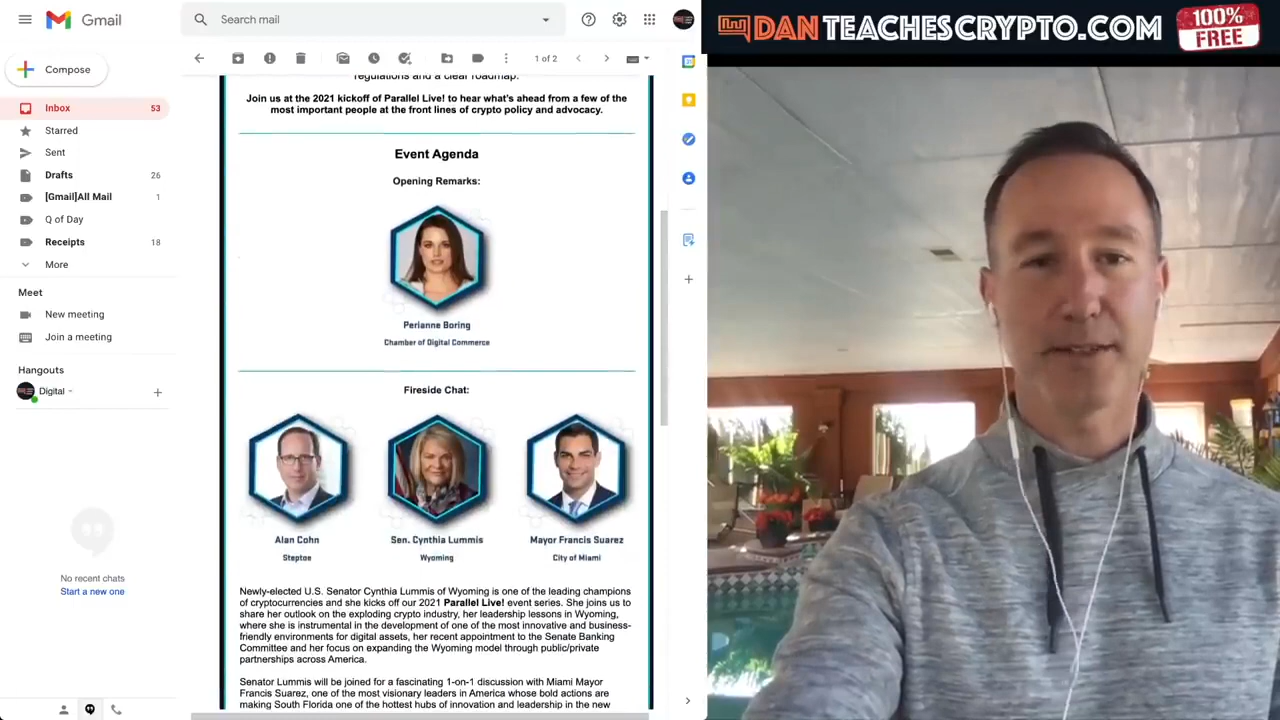 Gmail
Search mail
DANTEACHESCRYPTO.COM
100%
FREE
Compose
1 of 2
Inbox 53
Starred
Sent
Drafts 26
[Gmail]All Mail 1
Q of Day
Receipts 18
More
Meet
New meeting
Join a meeting
Hangouts
Digital
No recent chats
Start a new one
regulations and a clear roadmap.
Join us at the 2021 kickoff of Parallel Live! to hear what's ahead from a few of the
most important people at the front lines of crypto policy and advocacy.
Event Agenda
Opening Remarks:
Perianne Boring
Chamber of Digital Commerce
Fireside Chat:
Alan Cohn
Steptoe
Sen. Cynthia Lummis
Wyoming
Mayor Francis Suarez
City of Miami
Newly-elected U.S. Senator Cynthia Lummis of Wyoming is one of the leading champions
of cryptocurrencies and she kicks off our 2021 Parallel Live! event series. She joins us to
share her outlook on the exploding crypto industry, her leadership lessons in Wyoming,
where she is instrumental in the development of one of the most innovative and business-
friendly environments for digital assets, her recent appointment to the Senate Banking
Committee and her focus on expanding the Wyoming model through public/private
partnerships across America.
Senator Lummis will be joined for a fascinating 1-on-1 discussion with Miami Mayor
Francis Suarez, one of the most visionary leaders in America whose bold actions are
making South Florida one of the hottest hubs of innovation and leadership in the new